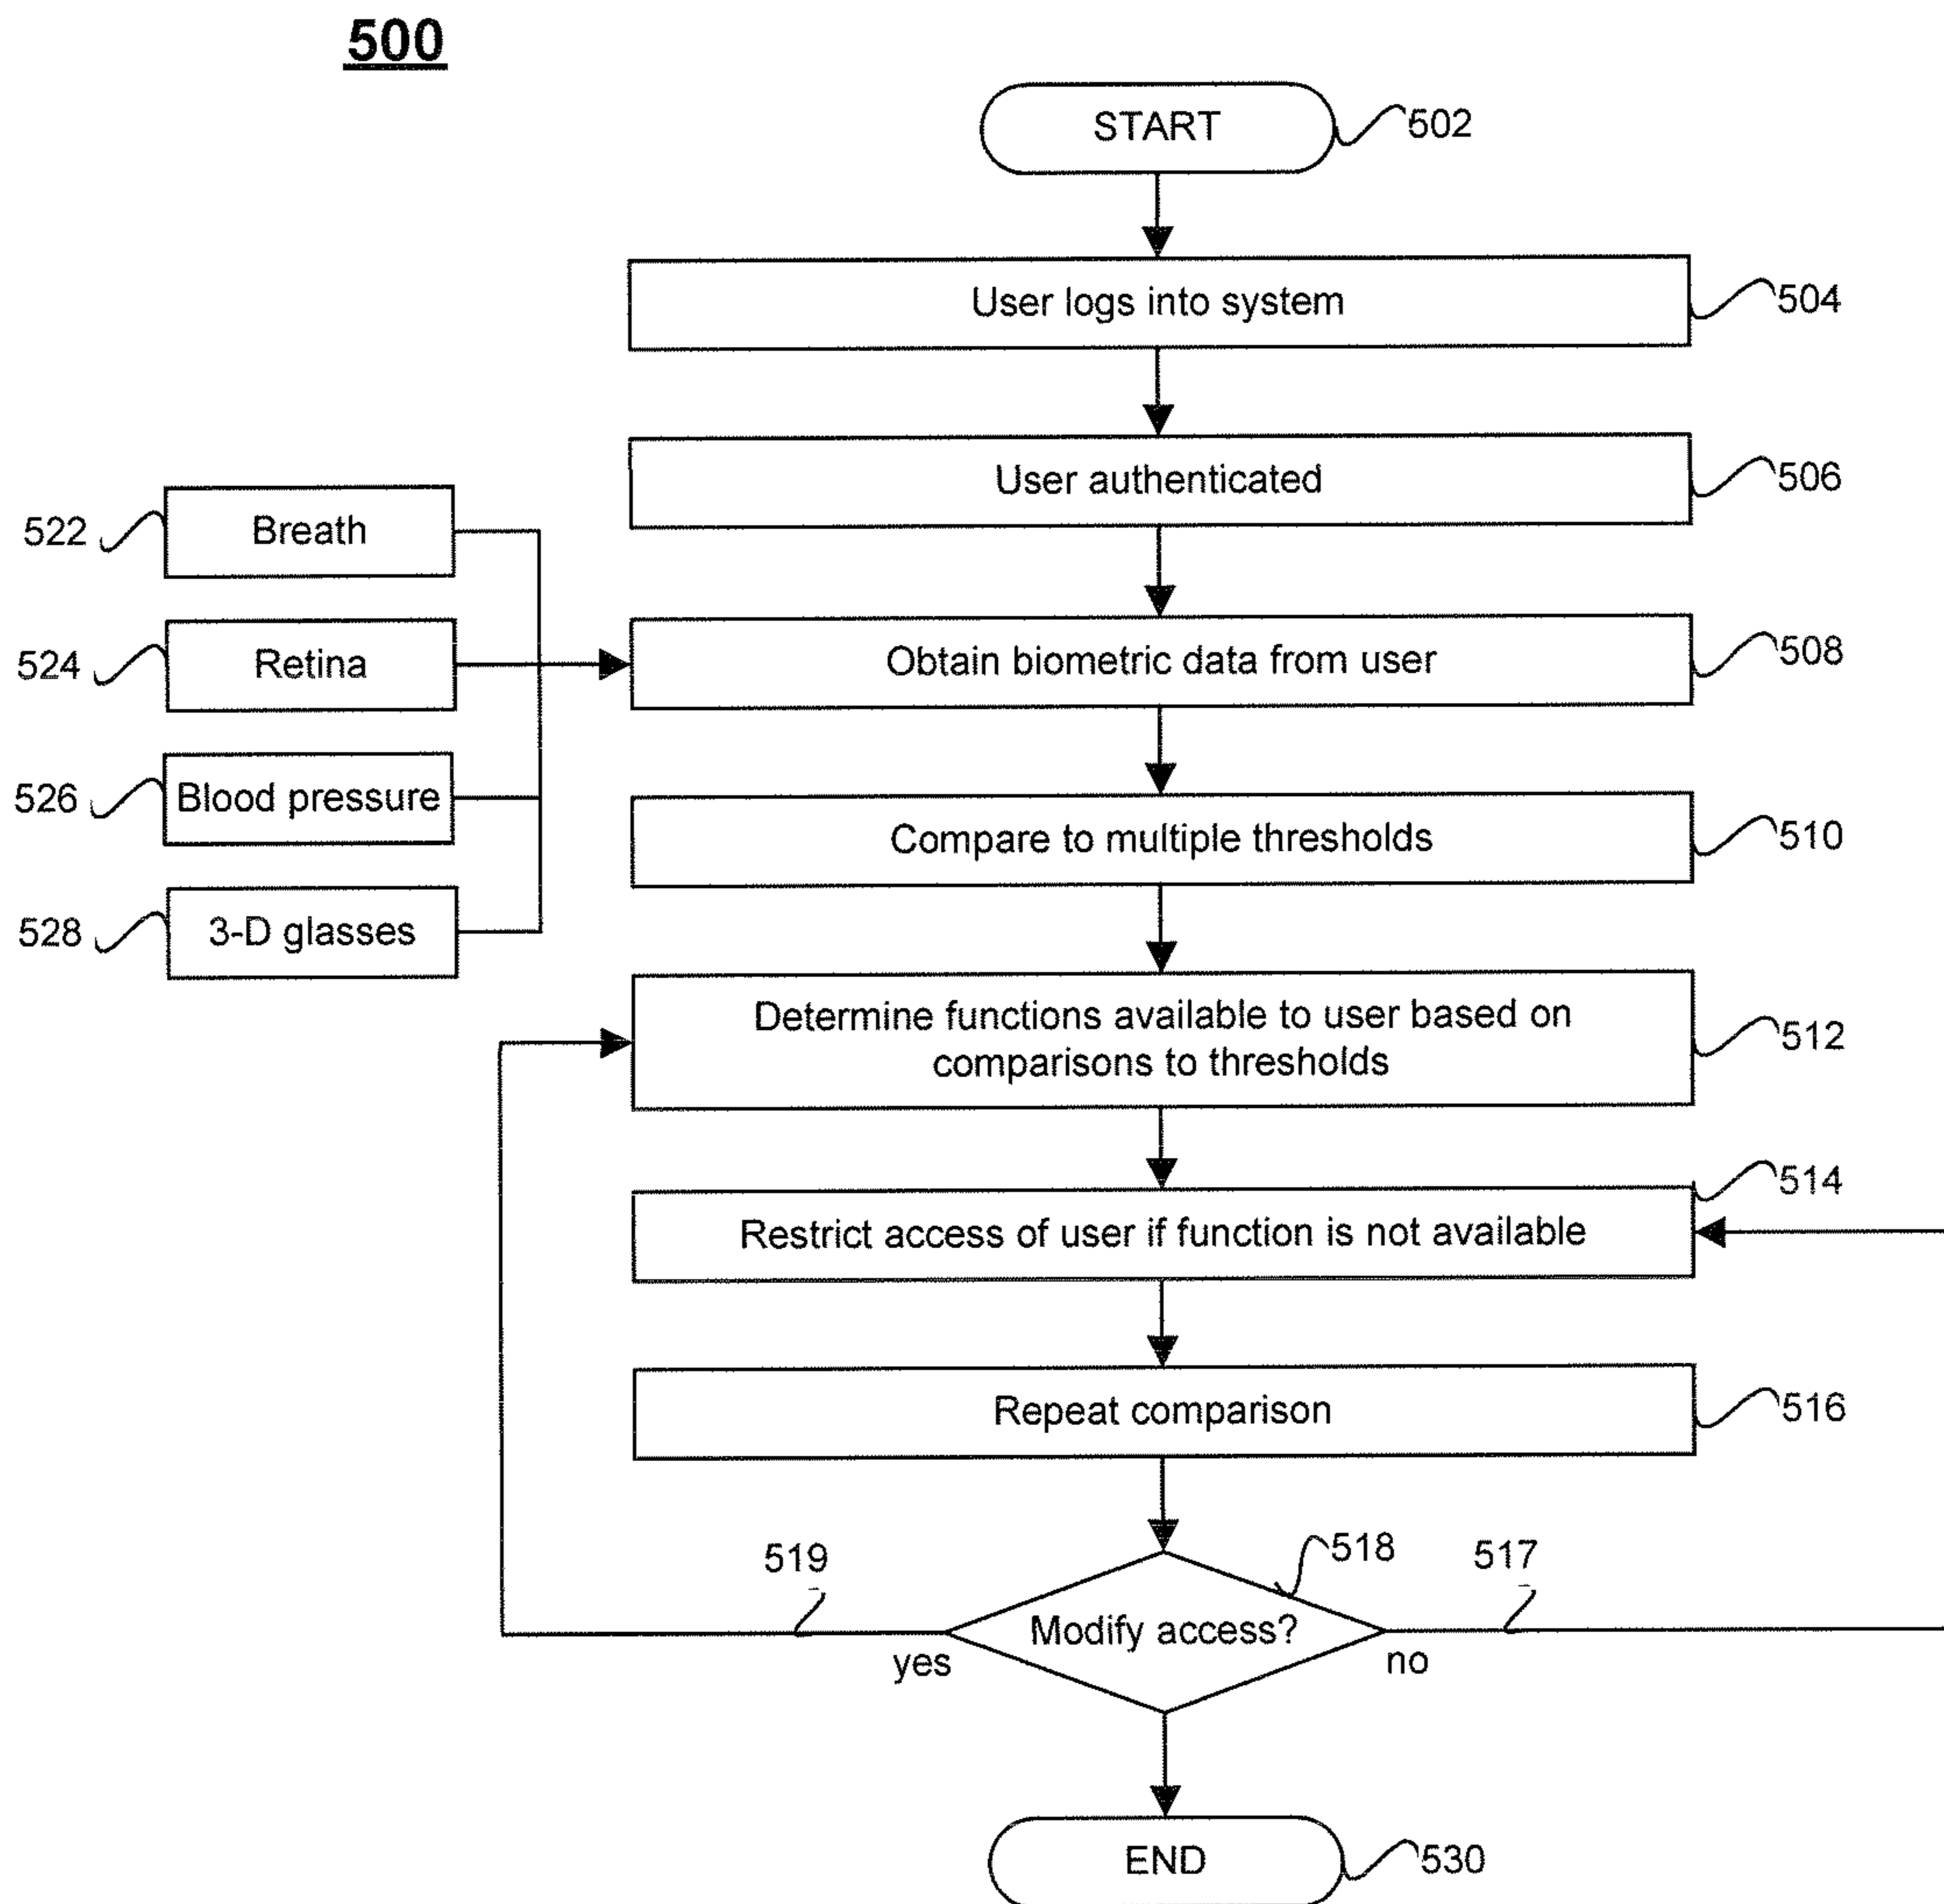 500
START
502
User logs into system
504
User authenticated
506
522
Breath
524
Retina
Obtain biometric data from user
508
526
Blood pressure
Compare to multiple thresholds
510
528
3-D glasses
Determine functions available to user based on
comparisons to thresholds
512
514
Restrict access of user if function is not available
Repeat comparison
516
519
518
517
Modify access?
yes
no
END
530